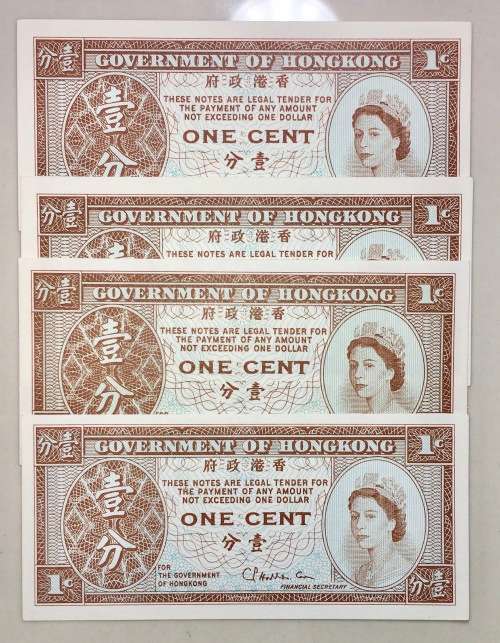 分壹 GOVERNMENT OF HONGKONG 1c
府政港香
壹分
THESE NOTES ARE LEGAL TENDER FOR
THE PAYMENT OF ANY AMOUNT
NOT EXCEEDING ONE DOLLAR
ONE CENT
分壹
分壹 GOVERNMENT OF HONGKONG 1c
府政港香
THESE NOTES ARE LEGAL TENDER FOR
分壹 GOVERNMENT OF HONGKONG 1c
府政港香
壹分
THESE NOTES ARE LEGAL TENDER FOR
THE PAYMENT OF ANY AMOUNT
NOT EXCEEDING ONE DOLLAR
ONE CENT
分壹
FOR
分壹 GOVERNMENT OF HONGKONG 1c
府政港香
壹分
THESE NOTES ARE LEGAL TENDER FOR
THE PAYMENT OF ANY AMOUNT
NOT EXCEEDING ONE DOLLAR
ONE CENT
分壹
FOR
THE GOVERNMENT
OF HONGKONG
FINANCIAL SECRETARY
1c 分壹